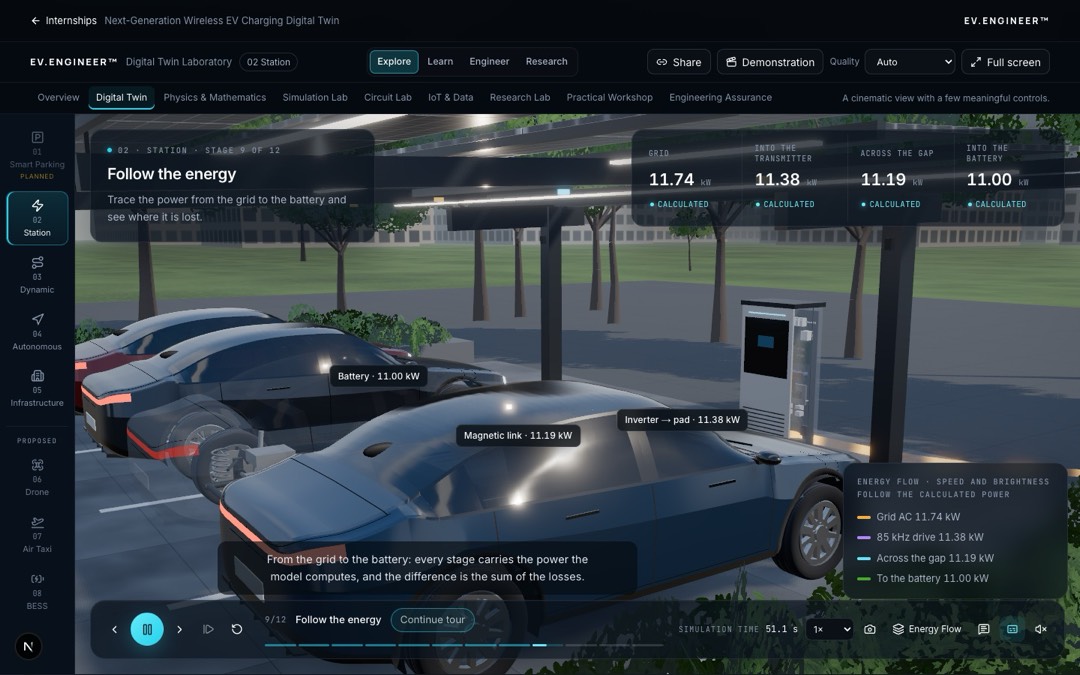 ← Internships Next-Generation Wireless EV Charging Digital Twin
EV.ENGINEER™
EV.ENGINEER™ Digital Twin Laboratory 02 Station
Explore Learn Engineer Research
Share Demonstration Quality Auto Full screen
Overview Digital Twin Physics & Mathematics Simulation Lab Circuit Lab IoT & Data Research Lab Practical Workshop Engineering Assurance
A cinematic view with a few meaningful controls.
01
Smart Parking
PLANNED
02
Station
03
Dynamic
04
Autonomous
05
Infrastructure
PROPOSED
06
Drone
07
Air Taxi
08
BESS
N
02 · STATION · STAGE 9 OF 12
Follow the energy
Trace the power from the grid to the battery and
see where it is lost.
GRID
11.74 kW
CALCULATED
INTO THE
TRANSMITTER
11.38 kW
CALCULATED
ACROSS THE GAP
11.19 kW
CALCULATED
INTO THE
BATTERY
11.00 kW
CALCULATED
Battery · 11.00 kW
Inverter → pad · 11.38 kW
Magnetic link · 11.19 kW
ENERGY FLOW · SPEED AND BRIGHTNESS
FOLLOW THE CALCULATED POWER
Grid AC 11.74 kW
85 kHz drive 11.38 kW
Across the gap 11.19 kW
To the battery 11.00 kW
From the grid to the battery: every stage carries the power the
model computes, and the difference is the sum of the losses.
9/12 Follow the energy Continue tour
SIMULATION TIME 51.1 s 1× Energy Flow